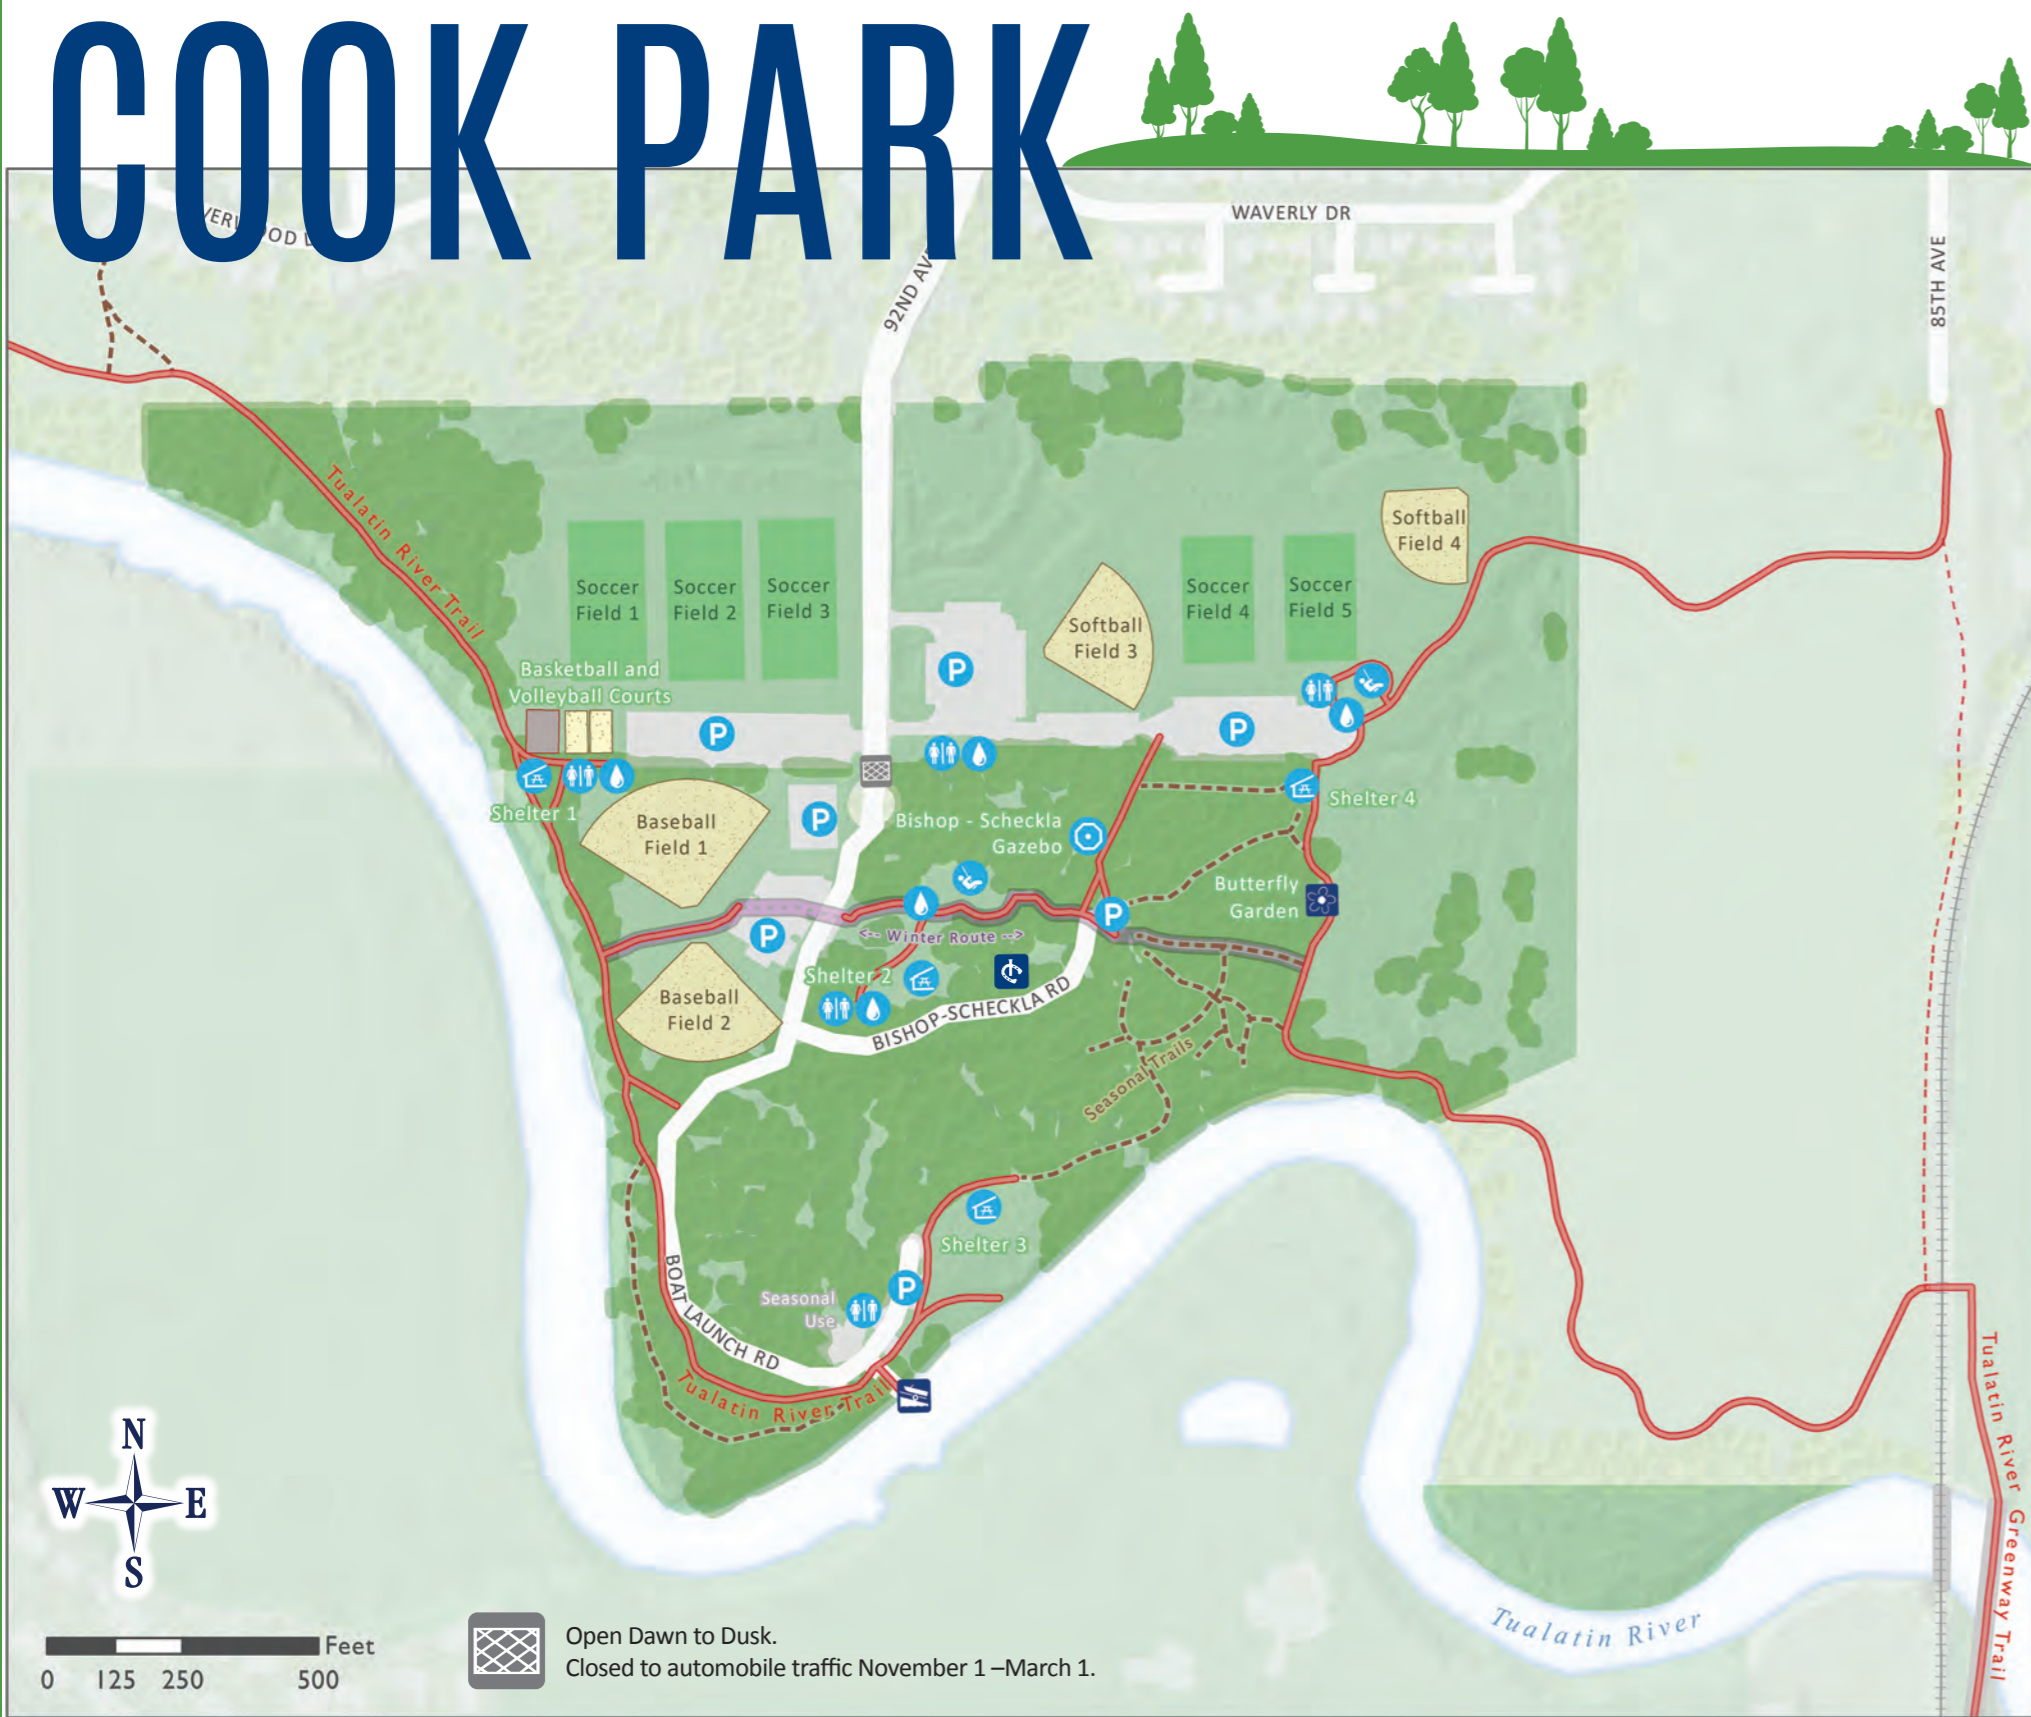 COOK PARK
WAVERLY DR
92ND AVE
85TH AVE
Tualatin River Trail
Softball
Field 4
Soccer
Field 1
Soccer
Field 2
Soccer
Field 3
Soccer
Field 4
Soccer
Field 5
Softball
Field 3
Basketball and
Volleyball Courts
P
P
P
Shelter 1
Shelter 4
Baseball
Field 1
P
Bishop - Scheckla
Gazebo
Butterfly
Garden
P
P
<-- Winter Route -->
Shelter 2
Baseball
Field 2
BISHOP-SCHECKLA RD
Seasonal Trails
Shelter 3
P
Seasonal
Use
BOAT LAUNCH RD
Tualatin River Trail
Tualatin River Greenway Trail
Tualatin River
N
W E
S
Feet
0 125 250 500
Open Dawn to Dusk.
Closed to automobile traffic November 1 –March 1.